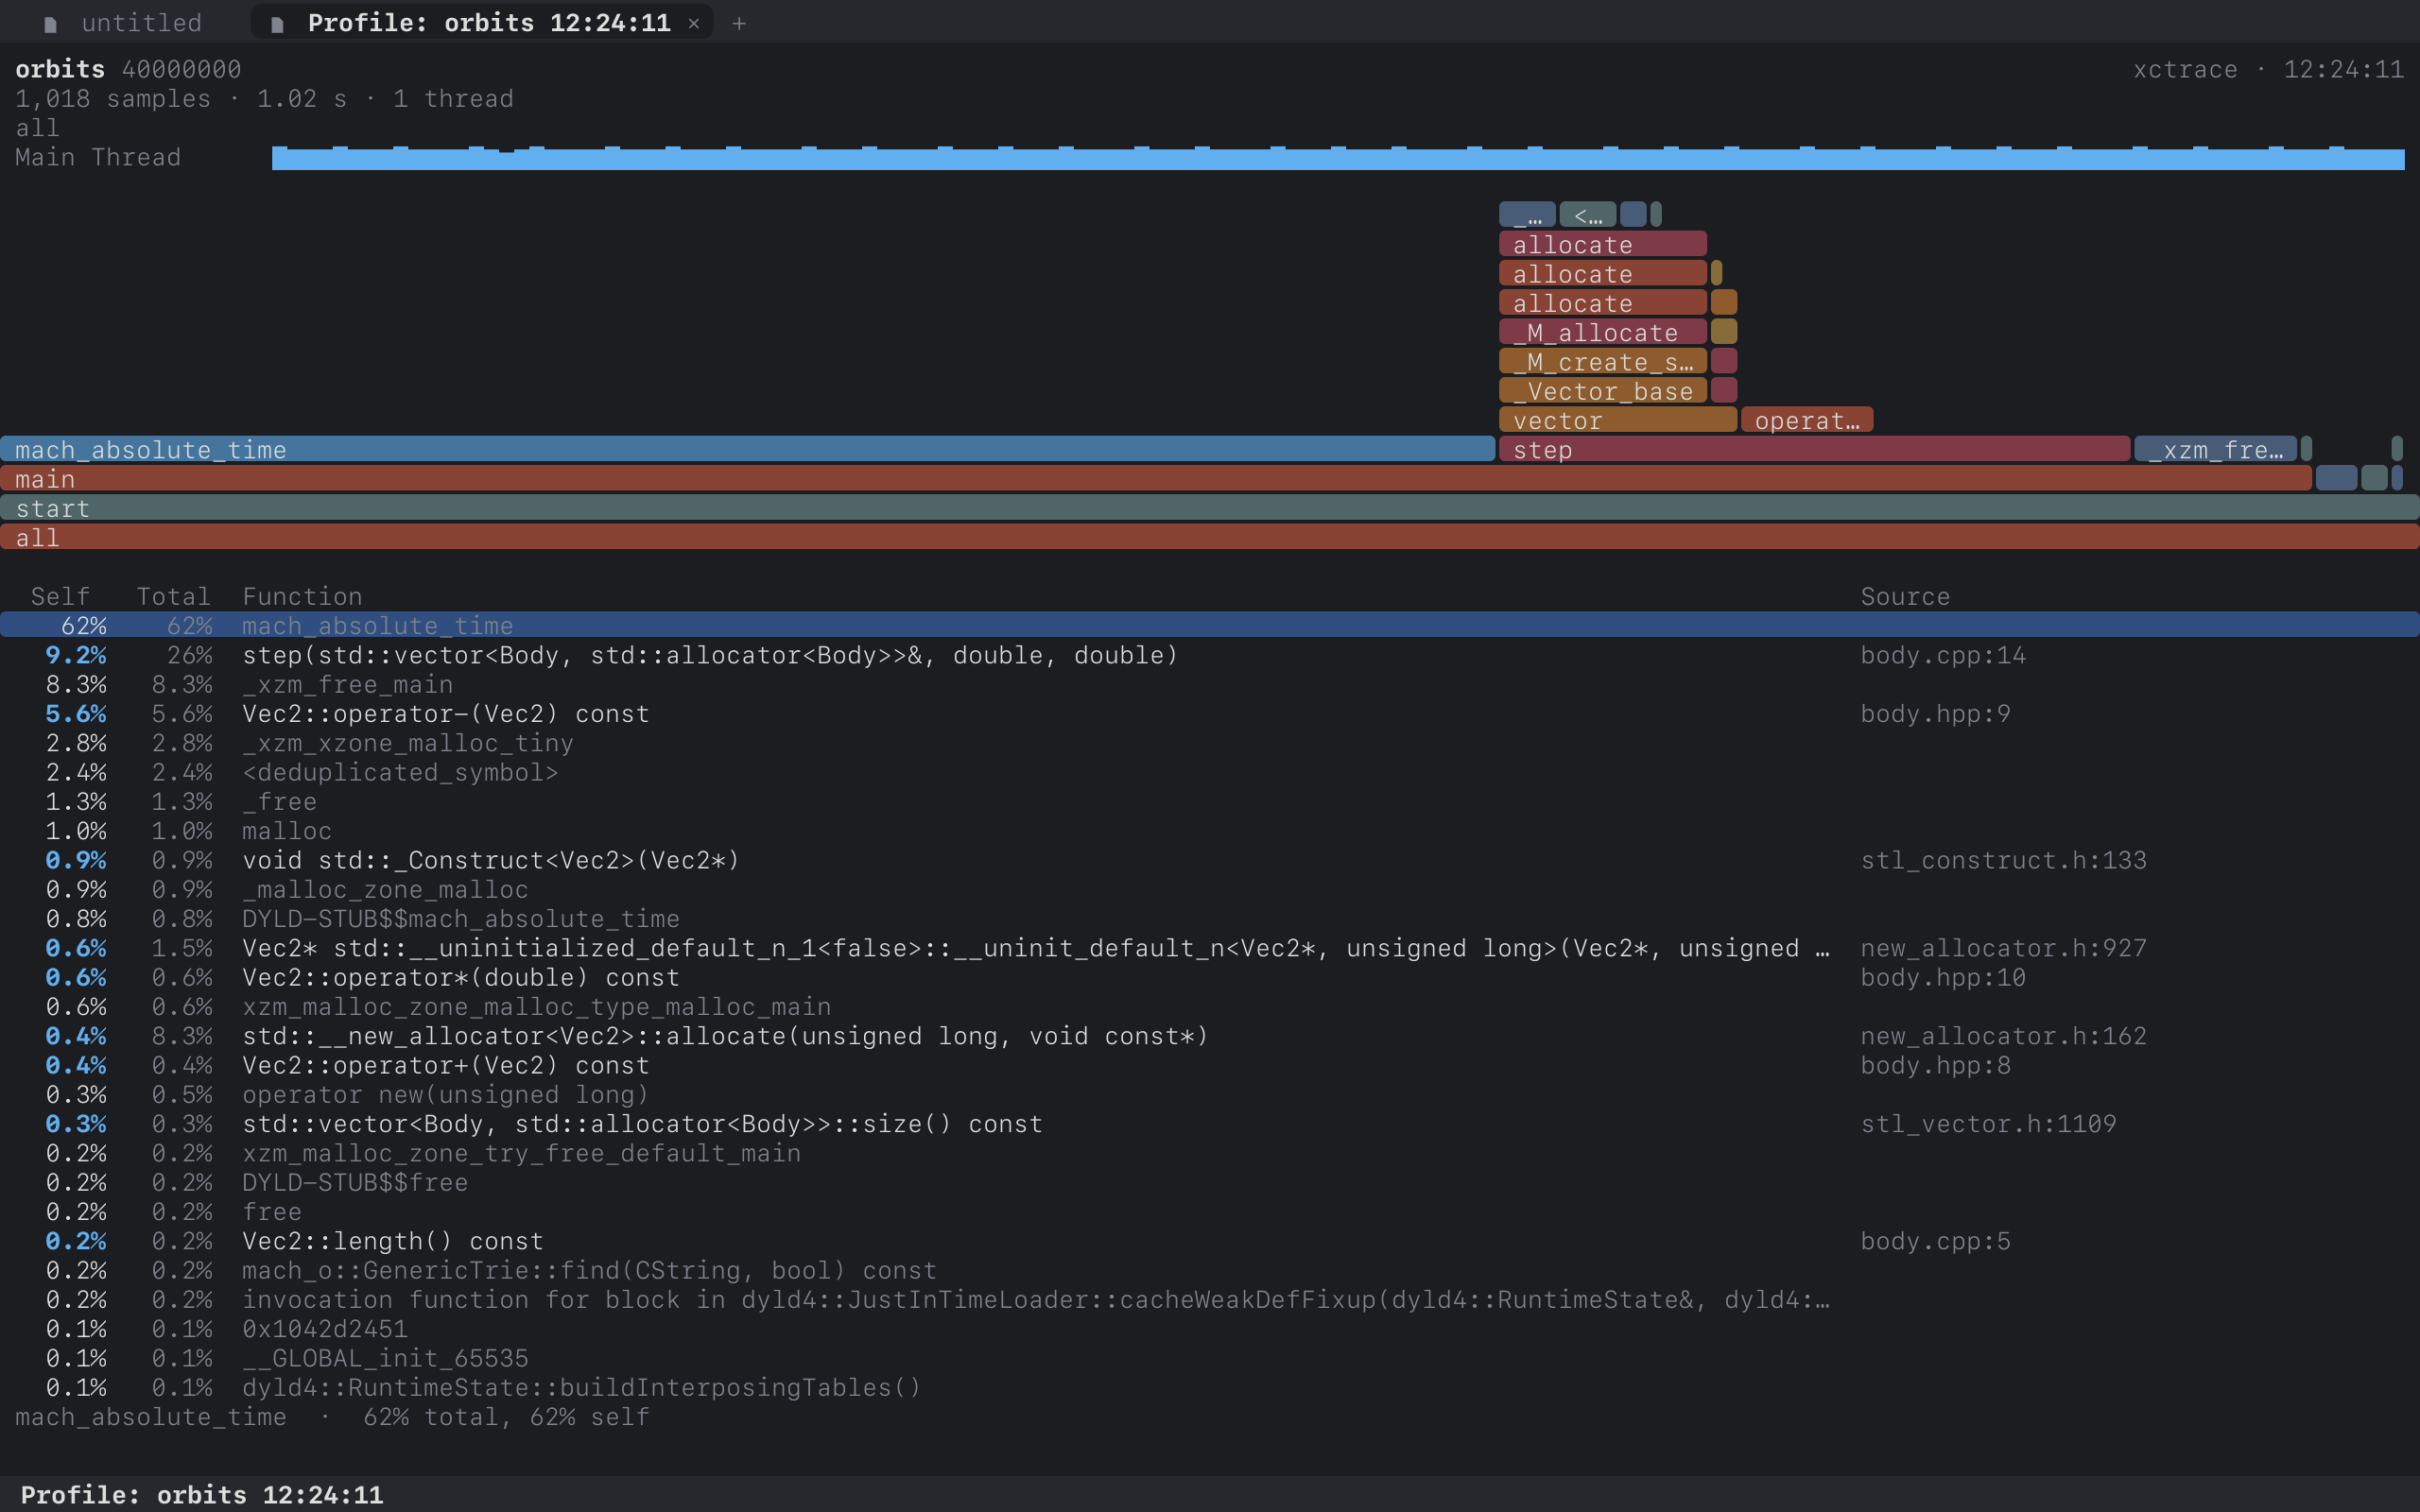 untitled
Profile: orbits 12:24:11 × +
orbits 40000000 xctrace · 12:24:11
1,018 samples · 1.02 s · 1 thread
all
Main Thread
_… <…
allocate
allocate
allocate
_M_allocate
_M_create_s…
_Vector_base
vector operat…
mach_absolute_time step _xzm_fre…
main
start
all
Self Total Function Source
62% 62% mach_absolute_time
9.2% 26% step(std::vector<Body, std::allocator<Body>>&, double, double) body.cpp:14
8.3% 8.3% _xzm_free_main
5.6% 5.6% Vec2::operator-(Vec2) const body.hpp:9
2.8% 2.8% _xzm_xzone_malloc_tiny
2.4% 2.4% <deduplicated_symbol>
1.3% 1.3% _free
1.0% 1.0% malloc
0.9% 0.9% void std::_Construct<Vec2>(Vec2*) stl_construct.h:133
0.9% 0.9% _malloc_zone_malloc
0.8% 0.8% DYLD-STUB$$mach_absolute_time
0.6% 1.5% Vec2* std::__uninitialized_default_n_1<false>::__uninit_default_n<Vec2*, unsigned long>(Vec2*, unsigned … new_allocator.h:927
0.6% 0.6% Vec2::operator*(double) const body.hpp:10
0.6% 0.6% xzm_malloc_zone_malloc_type_malloc_main
0.4% 8.3% std::__new_allocator<Vec2>::allocate(unsigned long, void const*) new_allocator.h:162
0.4% 0.4% Vec2::operator+(Vec2) const body.hpp:8
0.3% 0.5% operator new(unsigned long)
0.3% 0.3% std::vector<Body, std::allocator<Body>>::size() const stl_vector.h:1109
0.2% 0.2% xzm_malloc_zone_try_free_default_main
0.2% 0.2% DYLD-STUB$$free
0.2% 0.2% free
0.2% 0.2% Vec2::length() const body.cpp:5
0.2% 0.2% mach_o::GenericTrie::find(CString, bool) const
0.2% 0.2% invocation function for block in dyld4::JustInTimeLoader::cacheWeakDefFixup(dyld4::RuntimeState&, dyld4:…
0.1% 0.1% 0x1042d2451
0.1% 0.1% __GLOBAL_init_65535
0.1% 0.1% dyld4::RuntimeState::buildInterposingTables()
mach_absolute_time · 62% total, 62% self
Profile: orbits 12:24:11